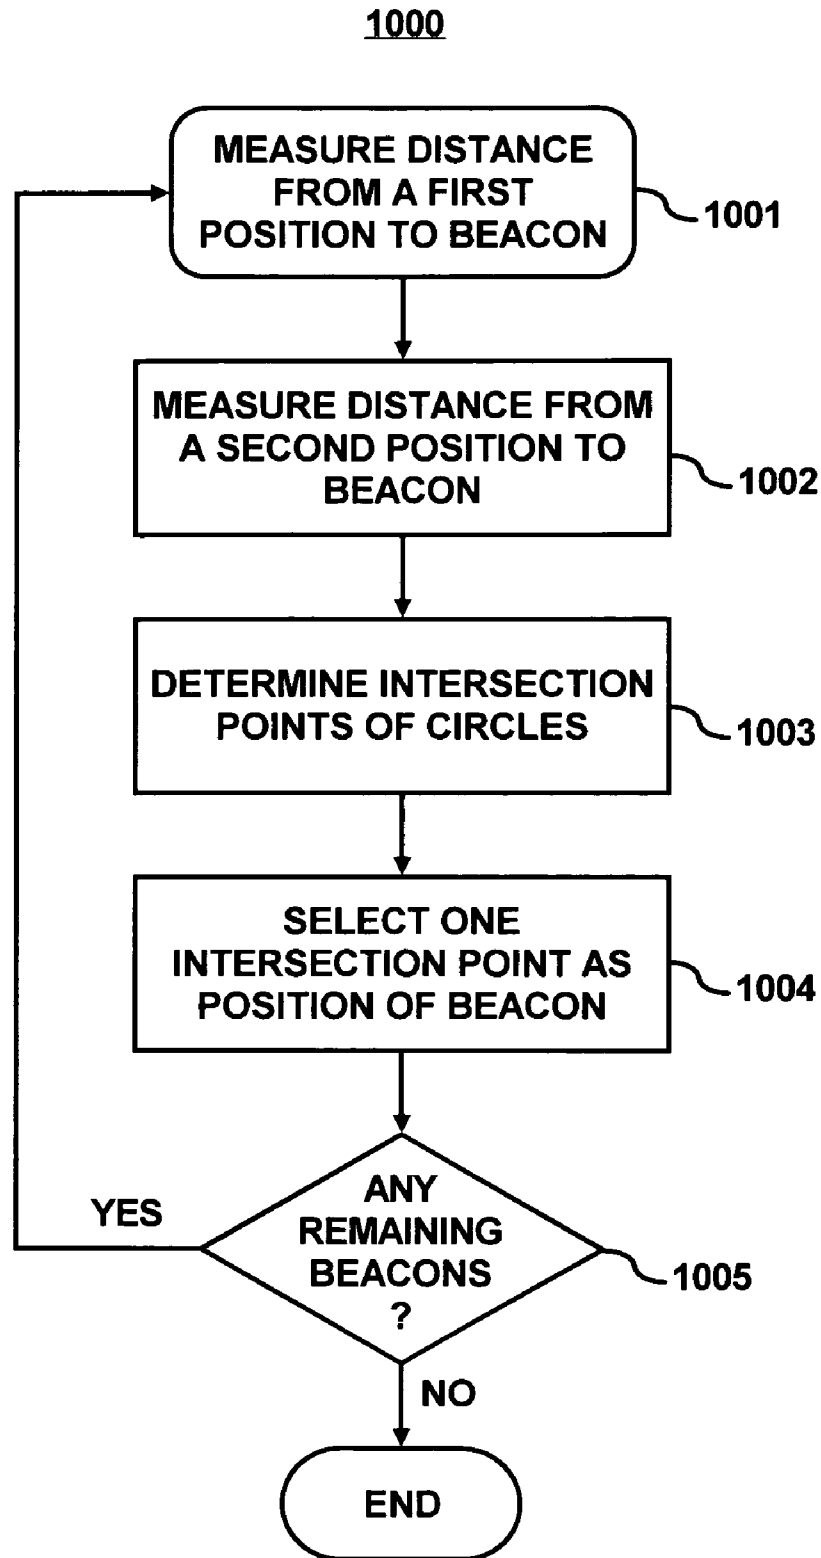 1000
MEASURE DISTANCE
FROM A FIRST
POSITION TO BEACON
1001
MEASURE DISTANCE FROM
A SECOND POSITION TO
BEACON
1002
DETERMINE INTERSECTION
POINTS OF CIRCLES
1003
SELECT ONE
INTERSECTION POINT AS
POSITION OF BEACON
1004
YES
ANY
REMAINING
BEACONS
?
1005
NO
END